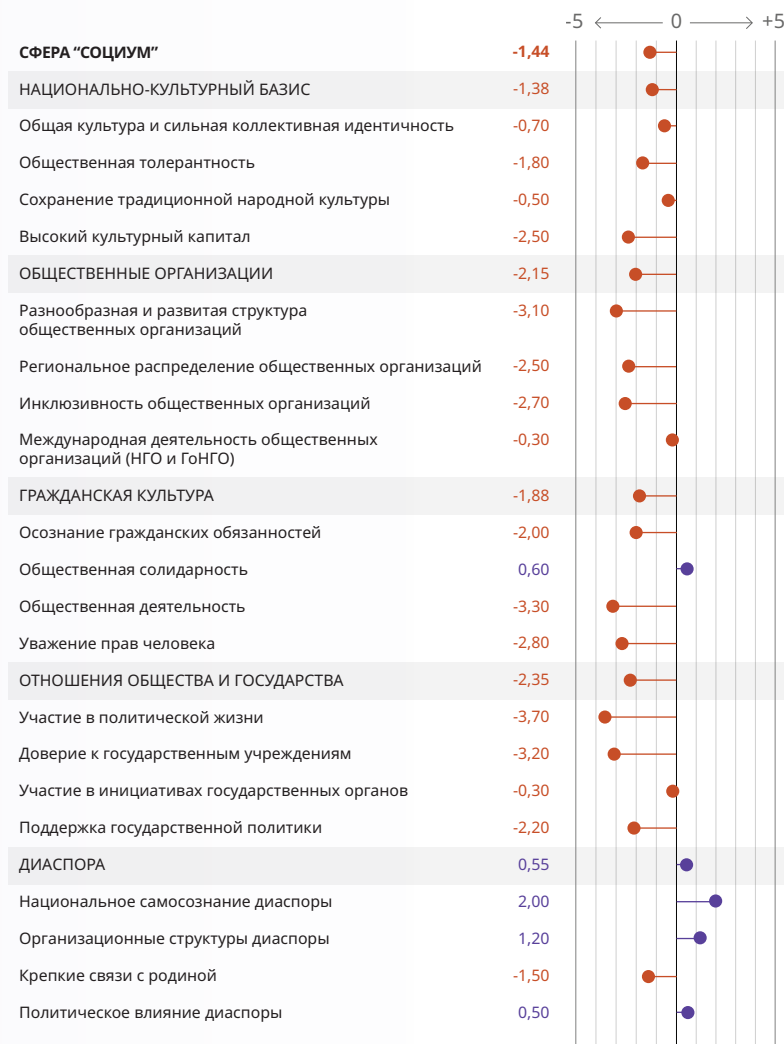 -5 0 +5
СФЕРА “СОЦИУМ” -1,44
НАЦИОНАЛЬНО-КУЛЬТУРНЫЙ БАЗИС -1,38
Общая культура и сильная коллективная идентичность -0,70
Общественная толерантность -1,80
Сохранение традиционной народной культуры -0,50
Высокий культурный капитал -2,50
ОБЩЕСТВЕННЫЕ ОРГАНИЗАЦИИ -2,15
Разнообразная и развитая структура -3,10
общественных организаций
Региональное распределение общественных организаций -2,50
Инклюзивность общественных организаций -2,70
Международная деятельность общественных -0,30
организаций (НГО и ГоНГО)
ГРАЖДАНСКАЯ КУЛЬТУРА -1,88
Осознание гражданских обязанностей -2,00
Общественная солидарность 0,60
Общественная деятельность -3,30
Уважение прав человека -2,80
ОТНОШЕНИЯ ОБЩЕСТВА И ГОСУДАРСТВА -2,35
Участие в политической жизни -3,70
Доверие к государственным учреждениям -3,20
Участие в инициативах государственных органов -0,30
Поддержка государственной политики -2,20
ДИАСПОРА 0,55
Национальное самосознание диаспоры 2,00
Организационные структуры диаспоры 1,20
Крепкие связи с родиной -1,50
Политическое влияние диаспоры 0,50